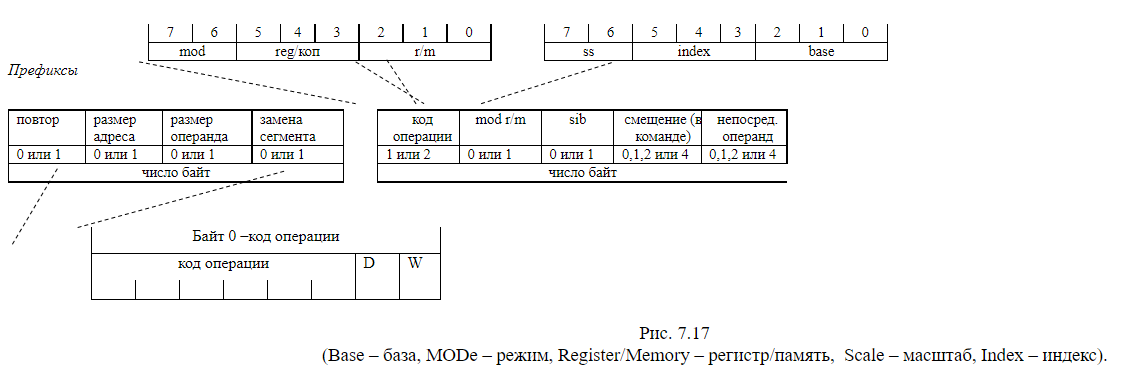 7 6 5 4 3 2 1 0 7 6 5 4 3 2 1 0
mod reg/коп r/m ss index base
Префиксы
повтор размер адреса размер операнда замена сегмента код операции mod r/m sib смещение (в команде) непосред. операнд
0 или 1 0 или 1 0 или 1 0 или 1 1 или 2 0 или 1 0 или 1 0,1,2 или 4 0,1,2 или 4
число байт число байт
Байт 0 –код операции
код операции D W
Рис. 7.17
(Base – база, MODe – режим, Register/Memory – регистр/память, Scale – масштаб, Index – индекс).